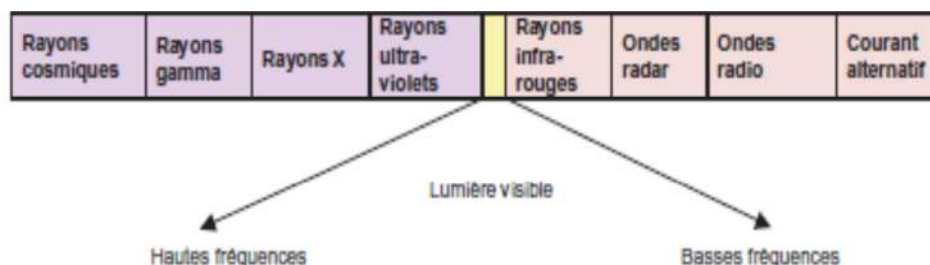 Rayons cosmiques
Rayons gamma
Rayons X
Rayons ultra-violets
Rayons infra-rouges
Ondes radar
Ondes radio
Courant alternatif
Lumière visible
Hautes fréquences
Basses fréquences